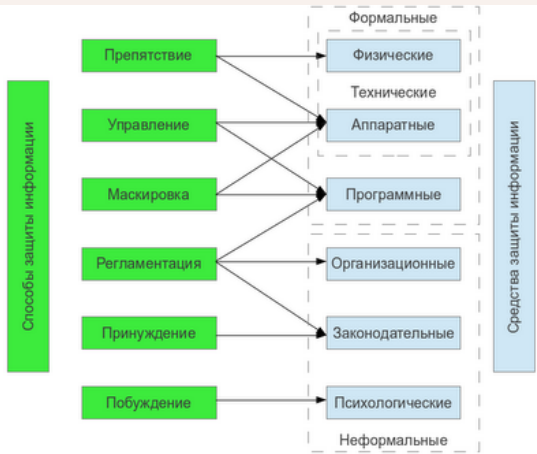 Способы защиты информации
Препятствие
Управление
Маскировка
Регламентация
Принуждение
Побуждение
Формальные
Физические
Технические
Аппаратные
Программные
Организационные
Законодательные
Психологические
Неформальные
Средства защиты информации